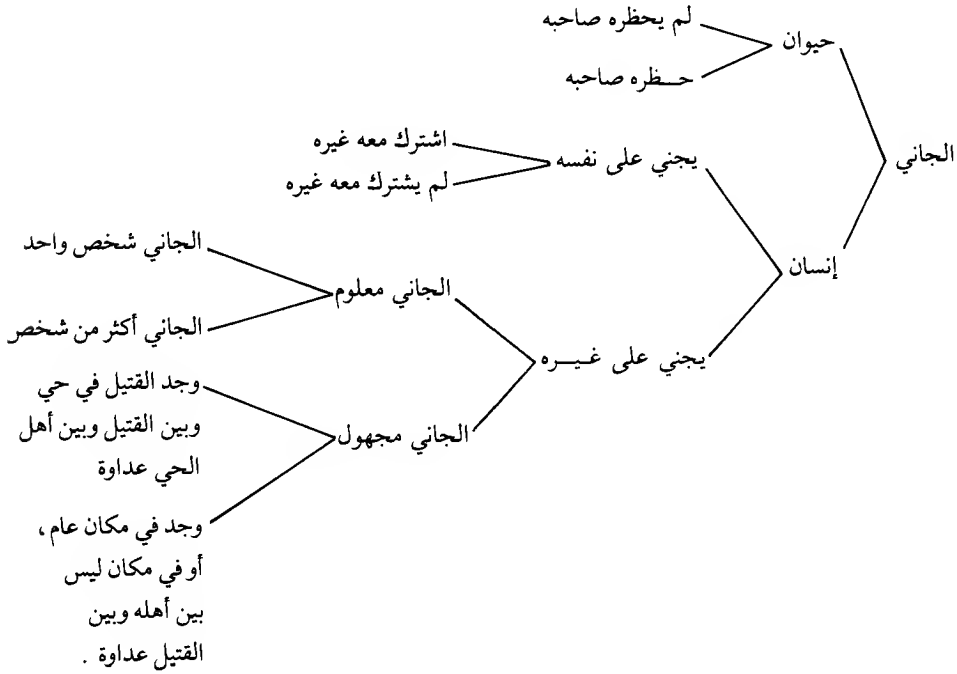 لم يحظره صاحبه
حيوان
حـــظره صاحبه
اشترك معه غيره
الجاني
يجني على نفسه
لم يشترك معه غيره
الجاني شخص واحد
إنسان
الجاني معلوم
الجاني أكثر من شخص
يجني على غـيــــره
وجد القتيل في حي
وبين القتيل وبين أهل
الحي عداوة
الجاني مجهول
وجد في مكان عام ،
أو في مكان ليس
بين أهله وبين
القتيل عداوة .